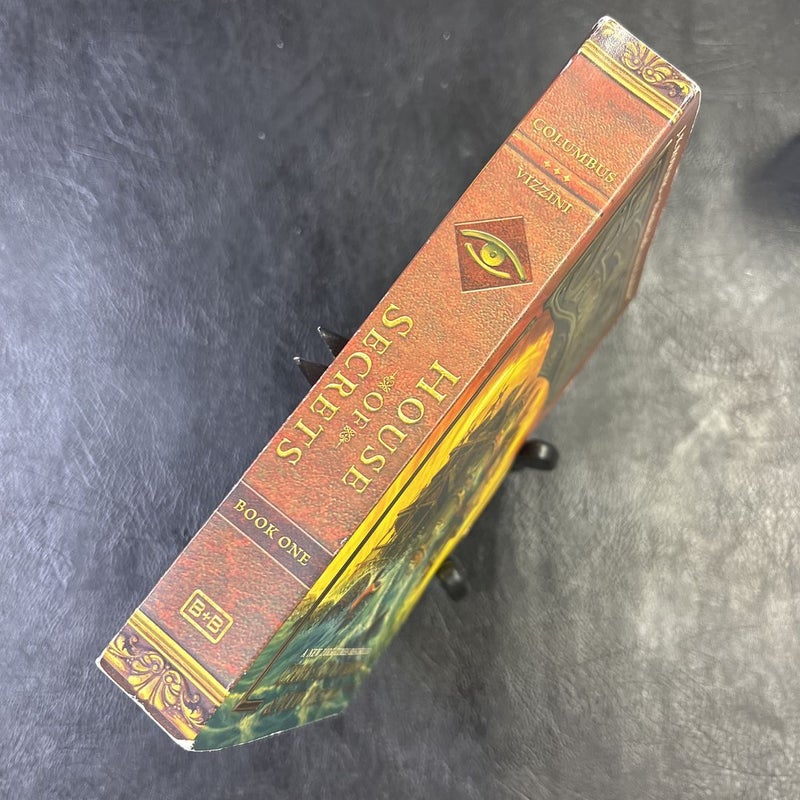 COLUMBUS
VIZZINI
HOUSE
OF
SECRETS
BOOK ONE
B+B